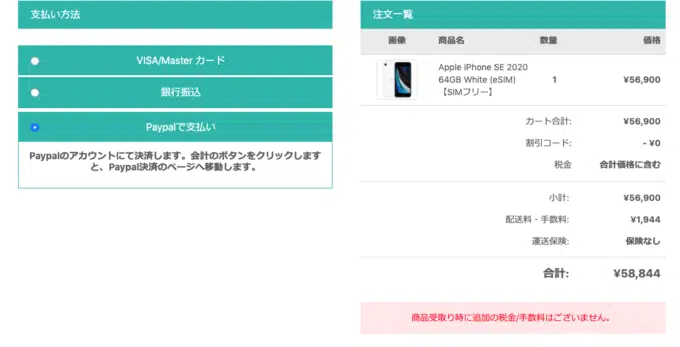 支払い方法
VISA/Master カード
銀行振込
Paypalで支払い
Paypalのアカウントにて決済します。会計のボタンをクリックします
と、Paypal決済のページへ移動します。
注文一覧
画像 商品名 数量 価格
Apple iPhone SE 2020
64GB White (eSIM) 1 ¥56,900
【SIMフリー】
カート合計: ¥56,900
割引コード: - ¥0
税金 合計価格に含む
小計: ¥56,900
配送料・手数料: ¥1,944
運送保険: 保険なし
合計: ¥58,844
商品受取り時に追加の税金/手数料はございません。